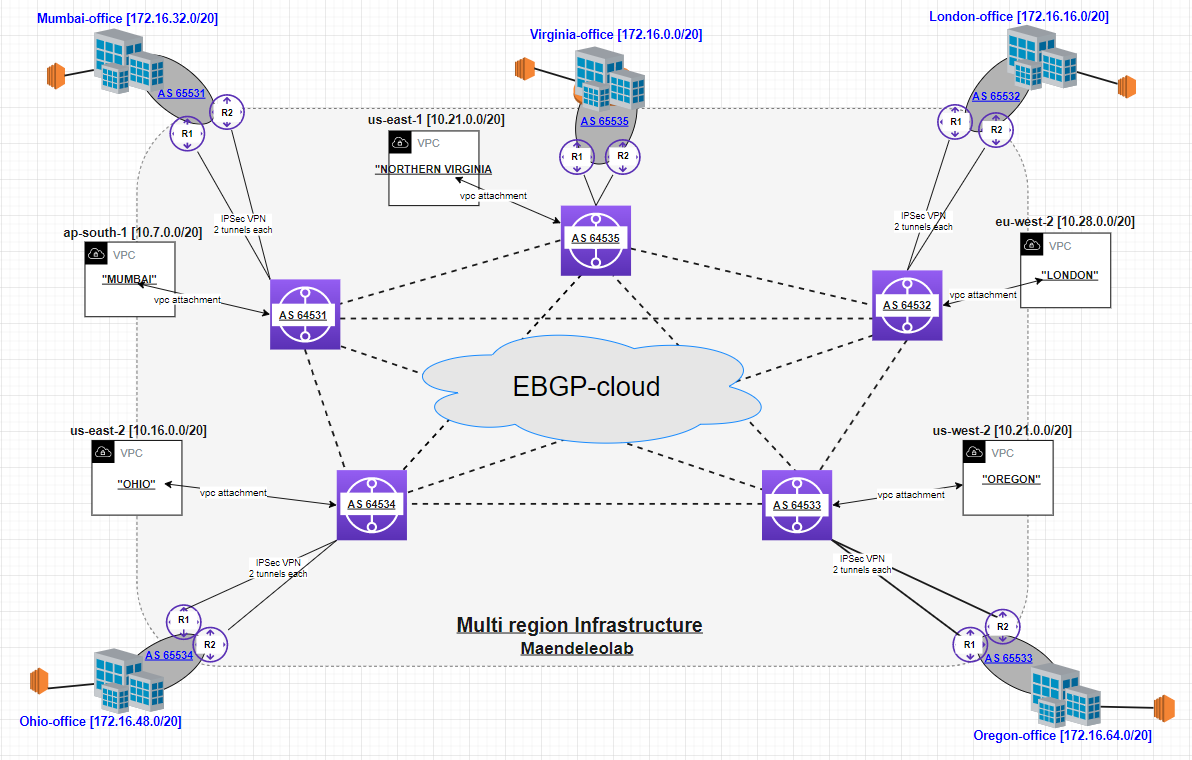 Mumbai-office [172.16.32.0/20]
Virginia-office [172.16.0.0/20]
London-office [172.16.16.0/20]
AS 65531
R1
R2
AS 65535
R1
R2
AS 65532
R1
R2
us-east-1 [10.21.0.0/20]
VPC
"NORTHERN VIRGINIA
vpc attachment
IPSec VPN
2 tunnels each
IPSec VPN
2 tunnels each
ap-south-1 [10.7.0.0/20]
VPC
"MUMBAI"
vpc attachment
eu-west-2 [10.28.0.0/20]
VPC
"LONDON"
vpc attachment
AS 64535
AS 64531
AS 64532
EBGP-cloud
us-east-2 [10.16.0.0/20]
VPC
"OHIO"
vpc attachment
us-west-2 [10.21.0.0/20]
VPC
"OREGON"
vpc attachment
AS 64534
AS 64533
IPSec VPN
2 tunnels each
IPSec VPN
2 tunnels each
R1
R2
AS 65534
Multi region Infrastructure
Maendeleolab
R2
R1
AS 65533
Ohio-office [172.16.48.0/20]
Oregon-office [172.16.64.0/20]